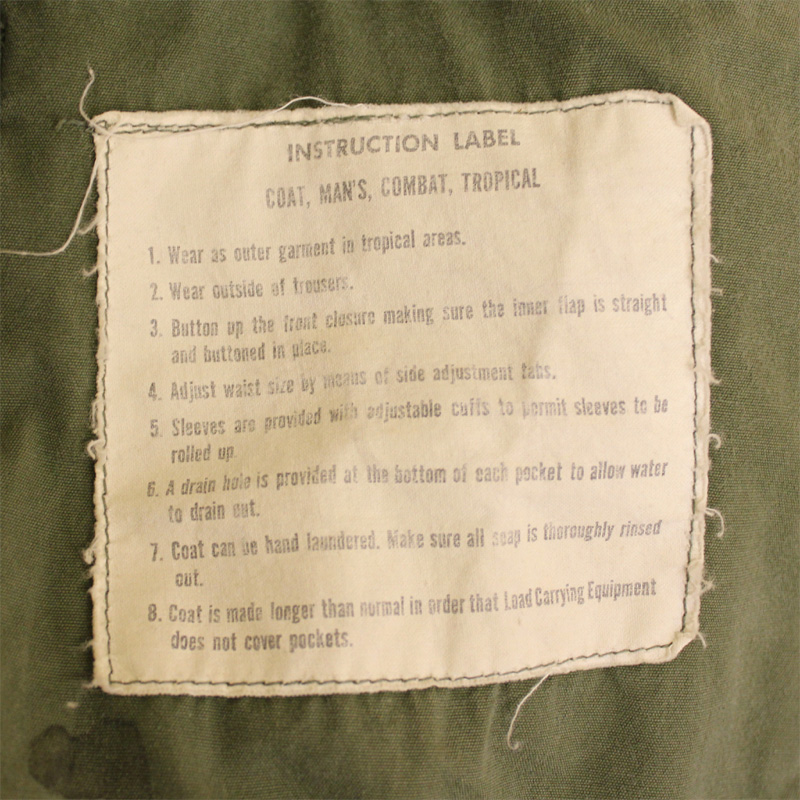 INSTRUCTION LABEL
COAT, MAN'S, COMBAT, TROPICAL
1. Wear as outer garment in tropical areas.
2. Wear outside of trousers.
3. Button up the front closure making sure the inner flap is straight
and buttoned in place.
4. Adjust waist size by means of side adjustment tabs.
5. Sleeves are provided with adjustable cuffs to permit sleeves to be
rolled up.
6. A drain hole is provided at the bottom of each pocket to allow water
to drain out.
7. Coat can be hand laundered. Make sure all soap is thoroughly rinsed
out.
8. Coat is made longer than normal in order that Load Carrying Equipment
does not cover pockets.